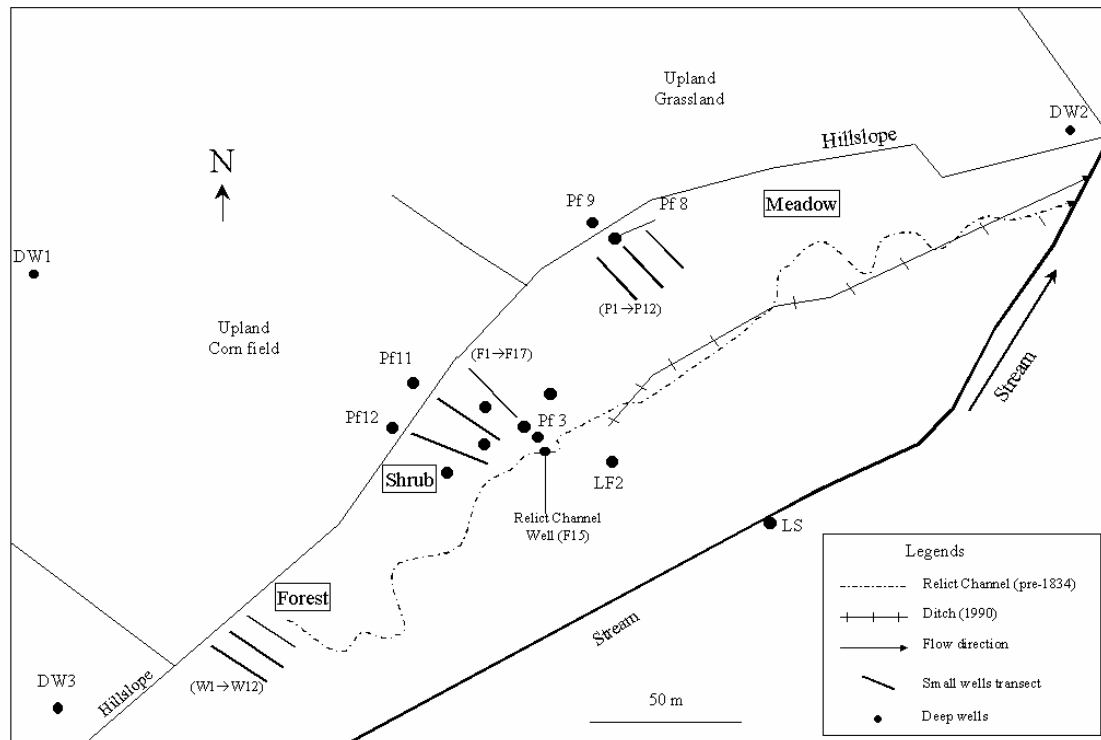 Upland
Grassland
DW2
Hillslope
N
Pf 9
Pf 8
Meadow
DW1
(P1→P12)
Upland
Corn field
(F1→F17)
Pf11
Pf12
Pf 3
Stream
Shrub
LF2
Relict Channel
Well (F15)
LS
Legends
Relict Channel (pre-1834)
Ditch (1990)
Flow direction
Small wells transect
Deep wells
Forest
Stream
(W1→W12)
DW3
Hillslope
50 m